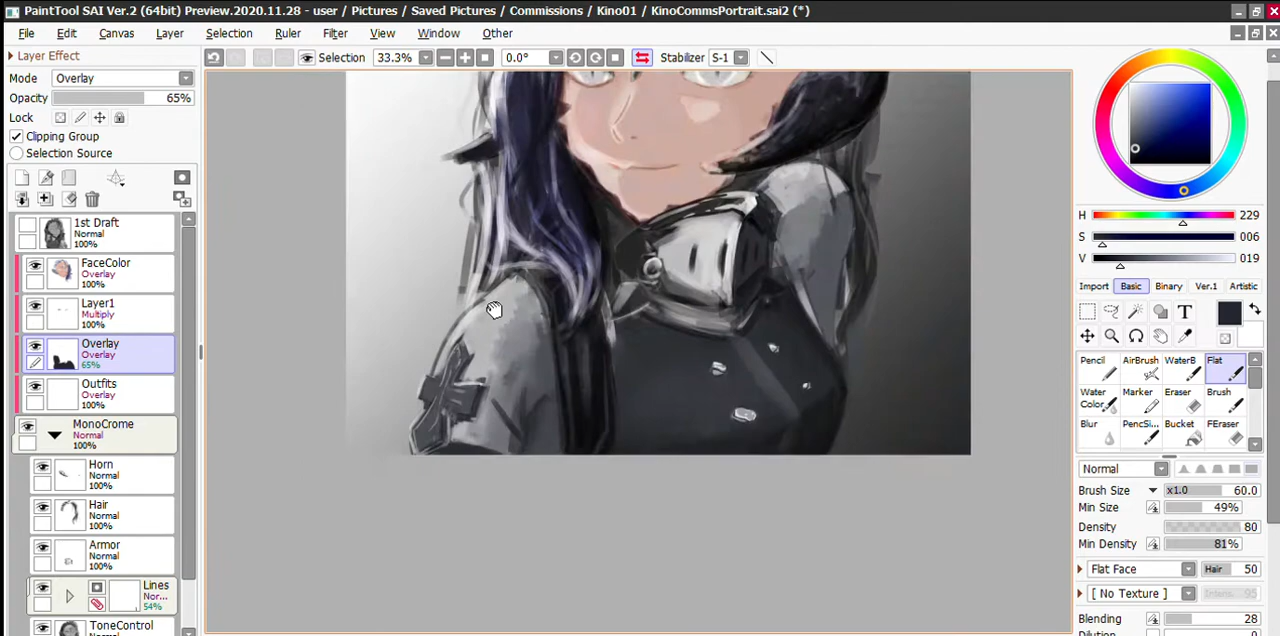 PaintTool SAI Ver.2 (64bit) Preview.2020.11.28 - user / Pictures / Saved Pictures / Commissions / Kino01 / KinoCommsPortrait.sai2 (*)
File Edit Canvas Layer Selection Ruler Filter View Window Other
Layer Effect
Selection 33.3% 0.0° Stabilizer S-1
Mode Overlay
Opacity 65%
Lock
Clipping Group
Selection Source
1st Draft
Normal
100%
FaceColor
Overlay
100%
Layer1
Multiply
100%
Overlay
Overlay
65%
Outfits
Overlay
100%
MonoCrome
Normal
100%
Horn
Normal
100%
Hair
Normal
100%
Armor
Normal
100%
Lines
Nor...
54%
ToneControl
H 229
S 006
V 019
Import Basic Binary Ver.1 Artistic
T
Pencil AirBrush WaterB Flat
Water Color Marker Eraser Brush
Blur PencSi... Bucket FEraser
Normal
Brush Size x1.0 60.0
Min Size 49%
Density 80
Min Density 81%
Flat Face Hair 50
[ No Texture ] Intens. 95
Blending 28
Dilution 0